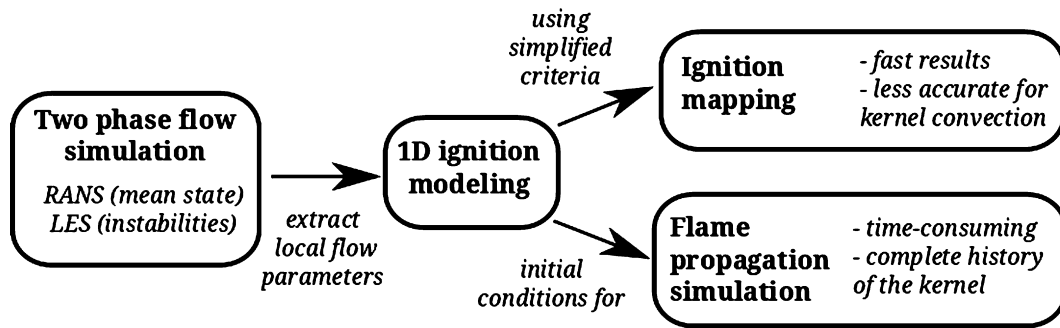 Two phase flow
simulation
RANS (mean state)
LES (instabilities)
extract
local flow
parameters
1D ignition
modeling
using
simplified
criteria
Ignition
mapping
- fast results
- less accurate for
kernel convection
initial
conditions for
Flame
propagation
simulation
- time-consuming
- complete history
of the kernel